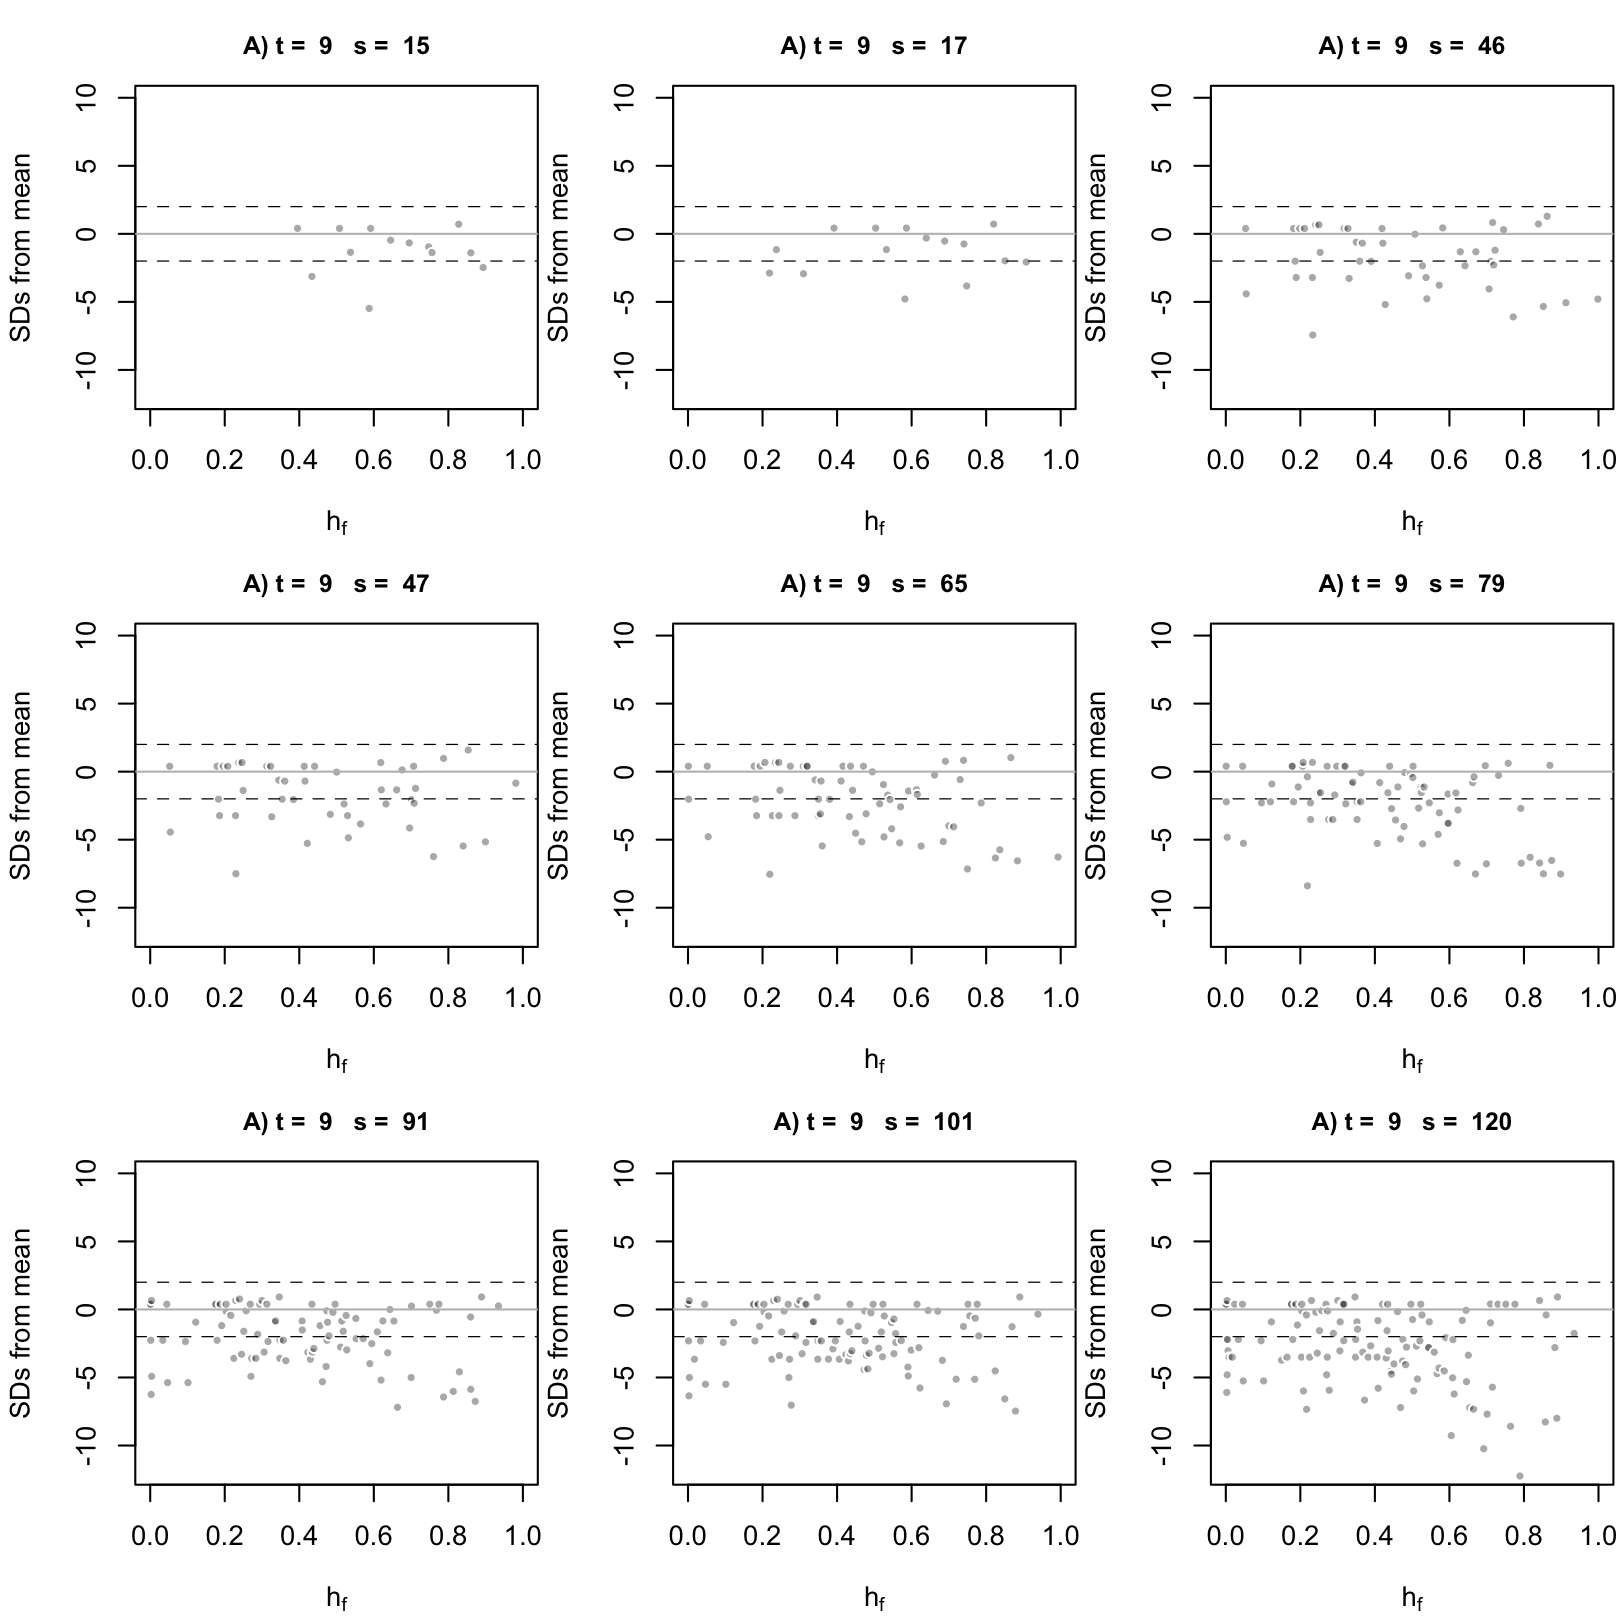 A) t = 9 s = 15
SDs from mean
10
5
0
-5
-10
0.0 0.2 0.4 0.6 0.8 1.0
hf
A) t = 9 s = 17
SDs from mean
10
5
0
-5
-10
0.0 0.2 0.4 0.6 0.8 1.0
hf
A) t = 9 s = 46
SDs from mean
10
5
0
-5
-10
0.0 0.2 0.4 0.6 0.8 1.0
hf
A) t = 9 s = 47
SDs from mean
10
5
0
-5
-10
0.0 0.2 0.4 0.6 0.8 1.0
hf
A) t = 9 s = 65
SDs from mean
10
5
0
-5
-10
0.0 0.2 0.4 0.6 0.8 1.0
hf
A) t = 9 s = 79
SDs from mean
10
5
0
-5
-10
0.0 0.2 0.4 0.6 0.8 1.0
hf
A) t = 9 s = 91
SDs from mean
10
5
0
-5
-10
0.0 0.2 0.4 0.6 0.8 1.0
hf
A) t = 9 s = 101
SDs from mean
10
5
0
-5
-10
0.0 0.2 0.4 0.6 0.8 1.0
hf
A) t = 9 s = 120
SDs from mean
10
5
0
-5
-10
0.0 0.2 0.4 0.6 0.8 1.0
hf